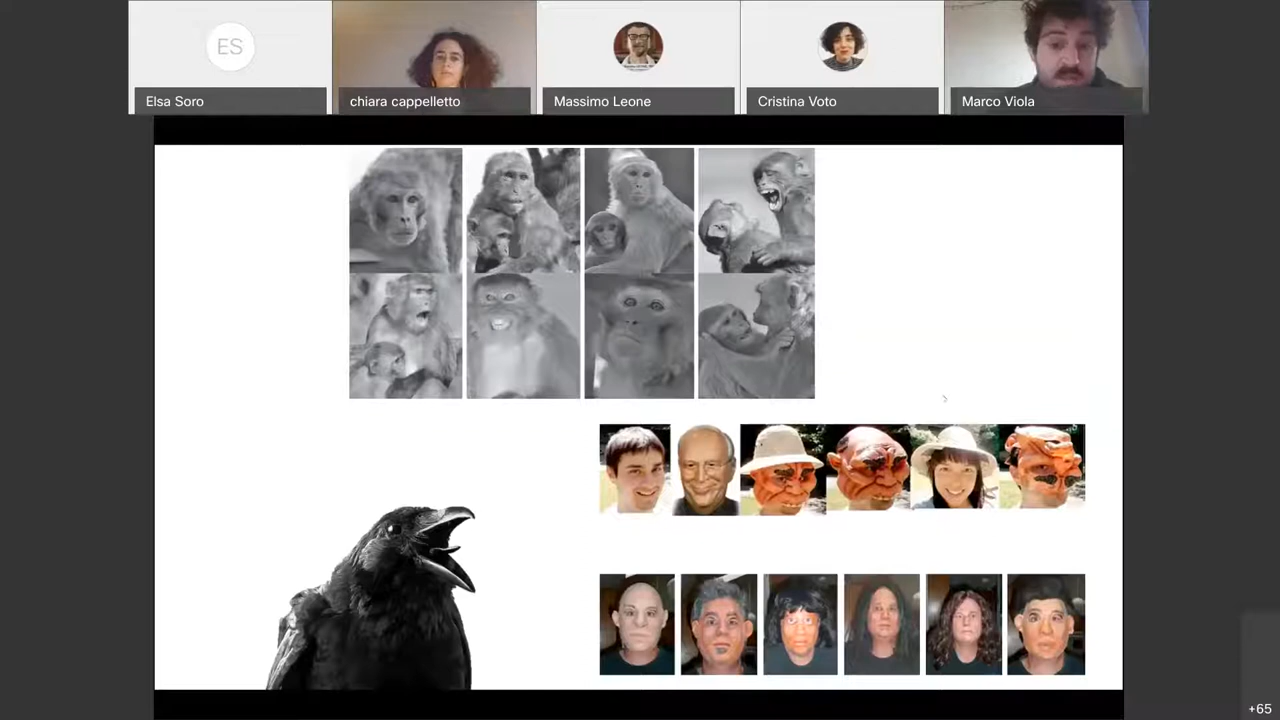 ES
Elsa Soro
chiara cappelletto
Massimo Leone
Cristina Voto
Marco Viola
+65